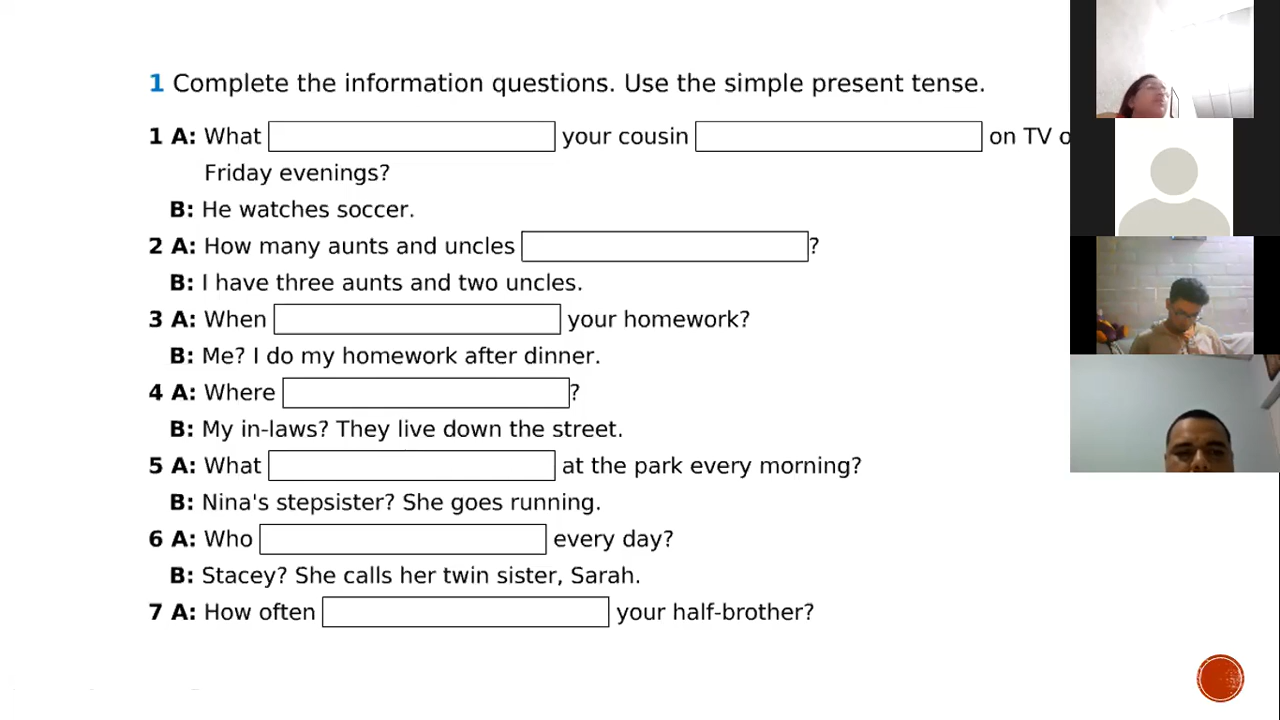 1 Complete the information questions. Use the simple present tense.
1 A: What your cousin on TV
Friday evenings?
B: He watches soccer.
2 A: How many aunts and uncles ?
B: I have three aunts and two uncles.
3 A: When your homework?
B: Me? I do my homework after dinner.
4 A: Where ?
B: My in-laws? They live down the street.
5 A: What at the park every morning?
B: Nina's stepsister? She goes running.
6 A: Who every day?
B: Stacey? She calls her twin sister, Sarah.
7 A: How often your half-brother?